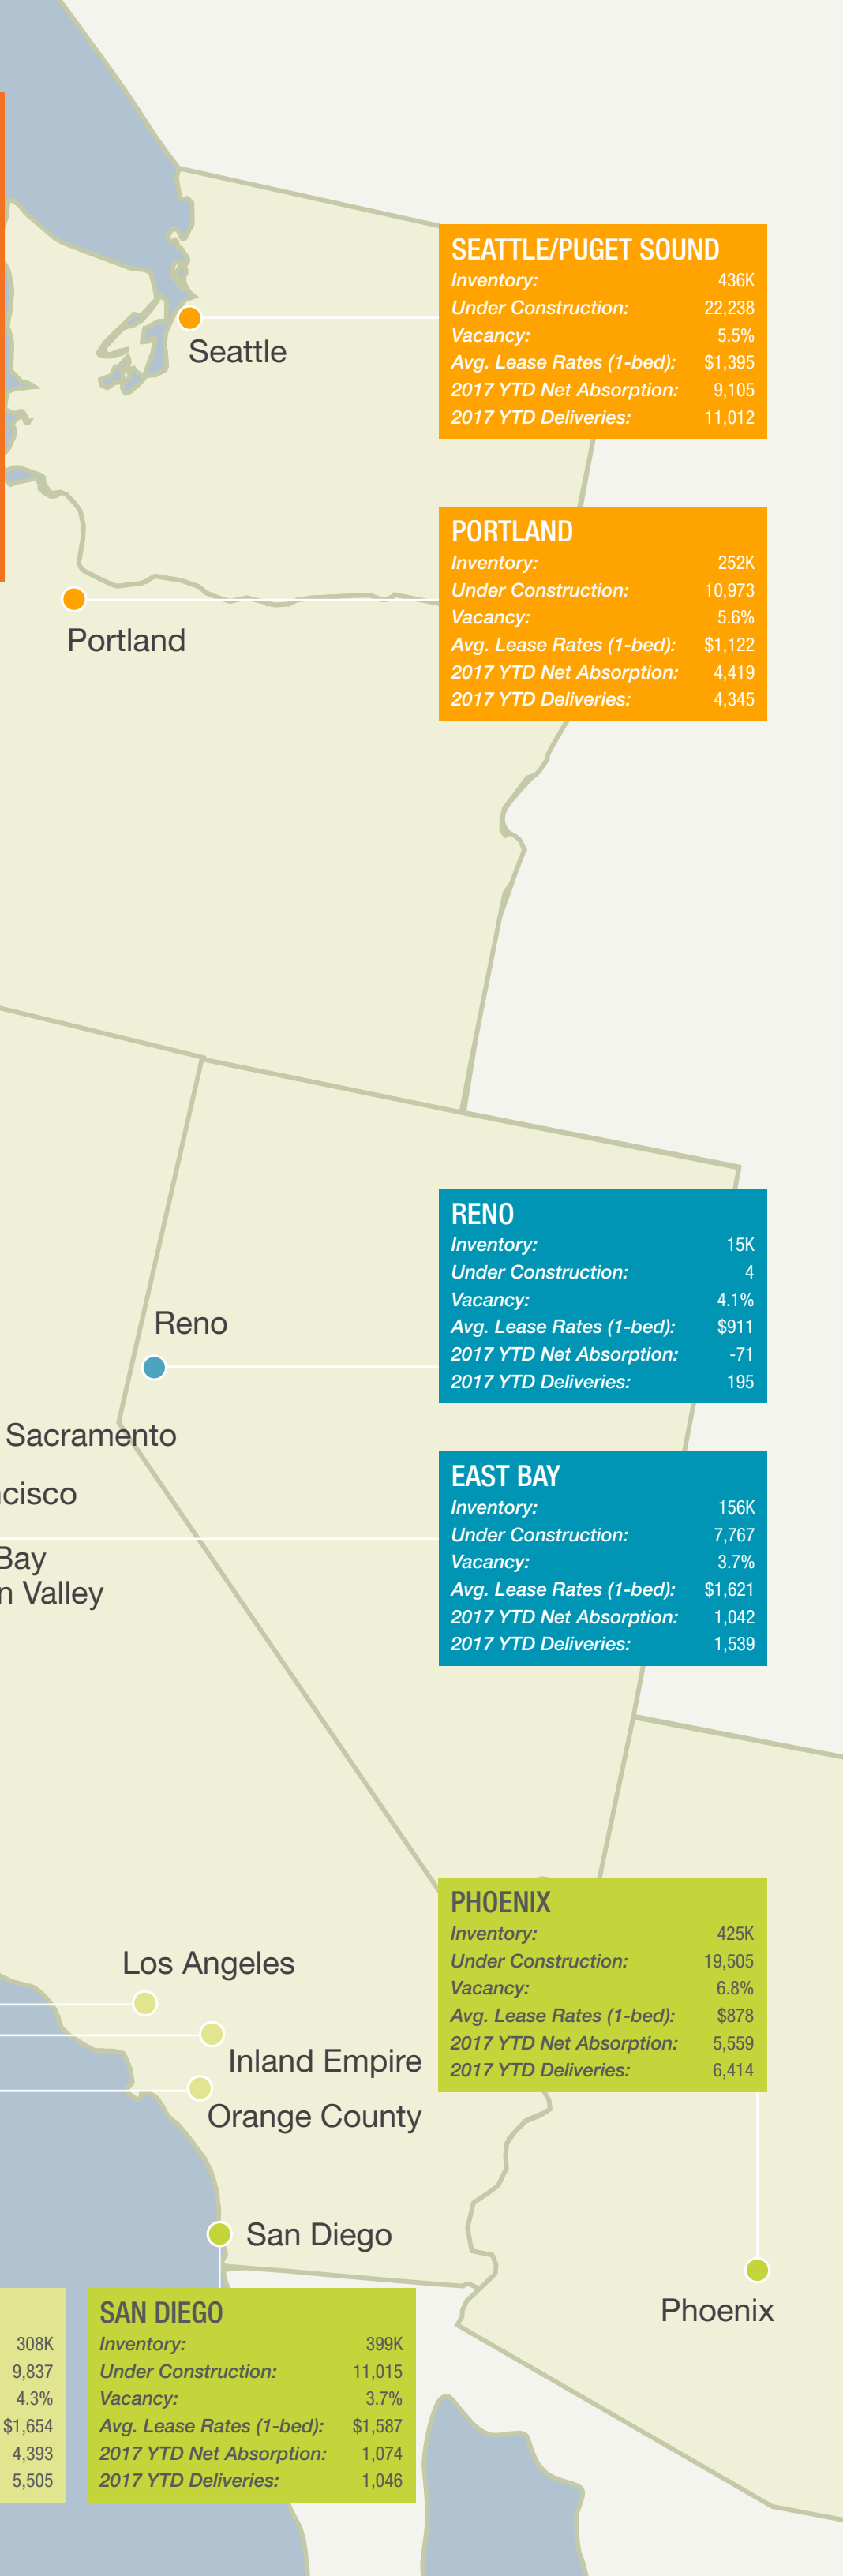 SEATTLE/PUGET SOUND
Inventory: 436K
Under Construction: 22,238
Vacancy: 5.5%
Avg. Lease Rates (1-bed): $1,395
2017 YTD Net Absorption: 9,105
2017 YTD Deliveries: 11,012
Seattle
PORTLAND
Inventory: 252K
Under Construction: 10,973
Vacancy: 5.6%
Avg. Lease Rates (1-bed): $1,122
2017 YTD Net Absorption: 4,419
2017 YTD Deliveries: 4,345
Portland
RENO
Inventory: 15K
Under Construction: 4
Vacancy: 4.1%
Avg. Lease Rates (1-bed): $911
2017 YTD Net Absorption: -71
2017 YTD Deliveries: 195
Reno
Sacramento
ncisco
Bay
n Valley
EAST BAY
Inventory: 156K
Under Construction: 7,767
Vacancy: 3.7%
Avg. Lease Rates (1-bed): $1,621
2017 YTD Net Absorption: 1,042
2017 YTD Deliveries: 1,539
PHOENIX
Inventory: 425K
Under Construction: 19,505
Vacancy: 6.8%
Avg. Lease Rates (1-bed): $878
2017 YTD Net Absorption: 5,559
2017 YTD Deliveries: 6,414
Los Angeles
Inland Empire
Orange County
San Diego
Phoenix
308K
9,837
4.3%
$1,654
4,393
5,505
SAN DIEGO
Inventory: 399K
Under Construction: 11,015
Vacancy: 3.7%
Avg. Lease Rates (1-bed): $1,587
2017 YTD Net Absorption: 1,074
2017 YTD Deliveries: 1,046